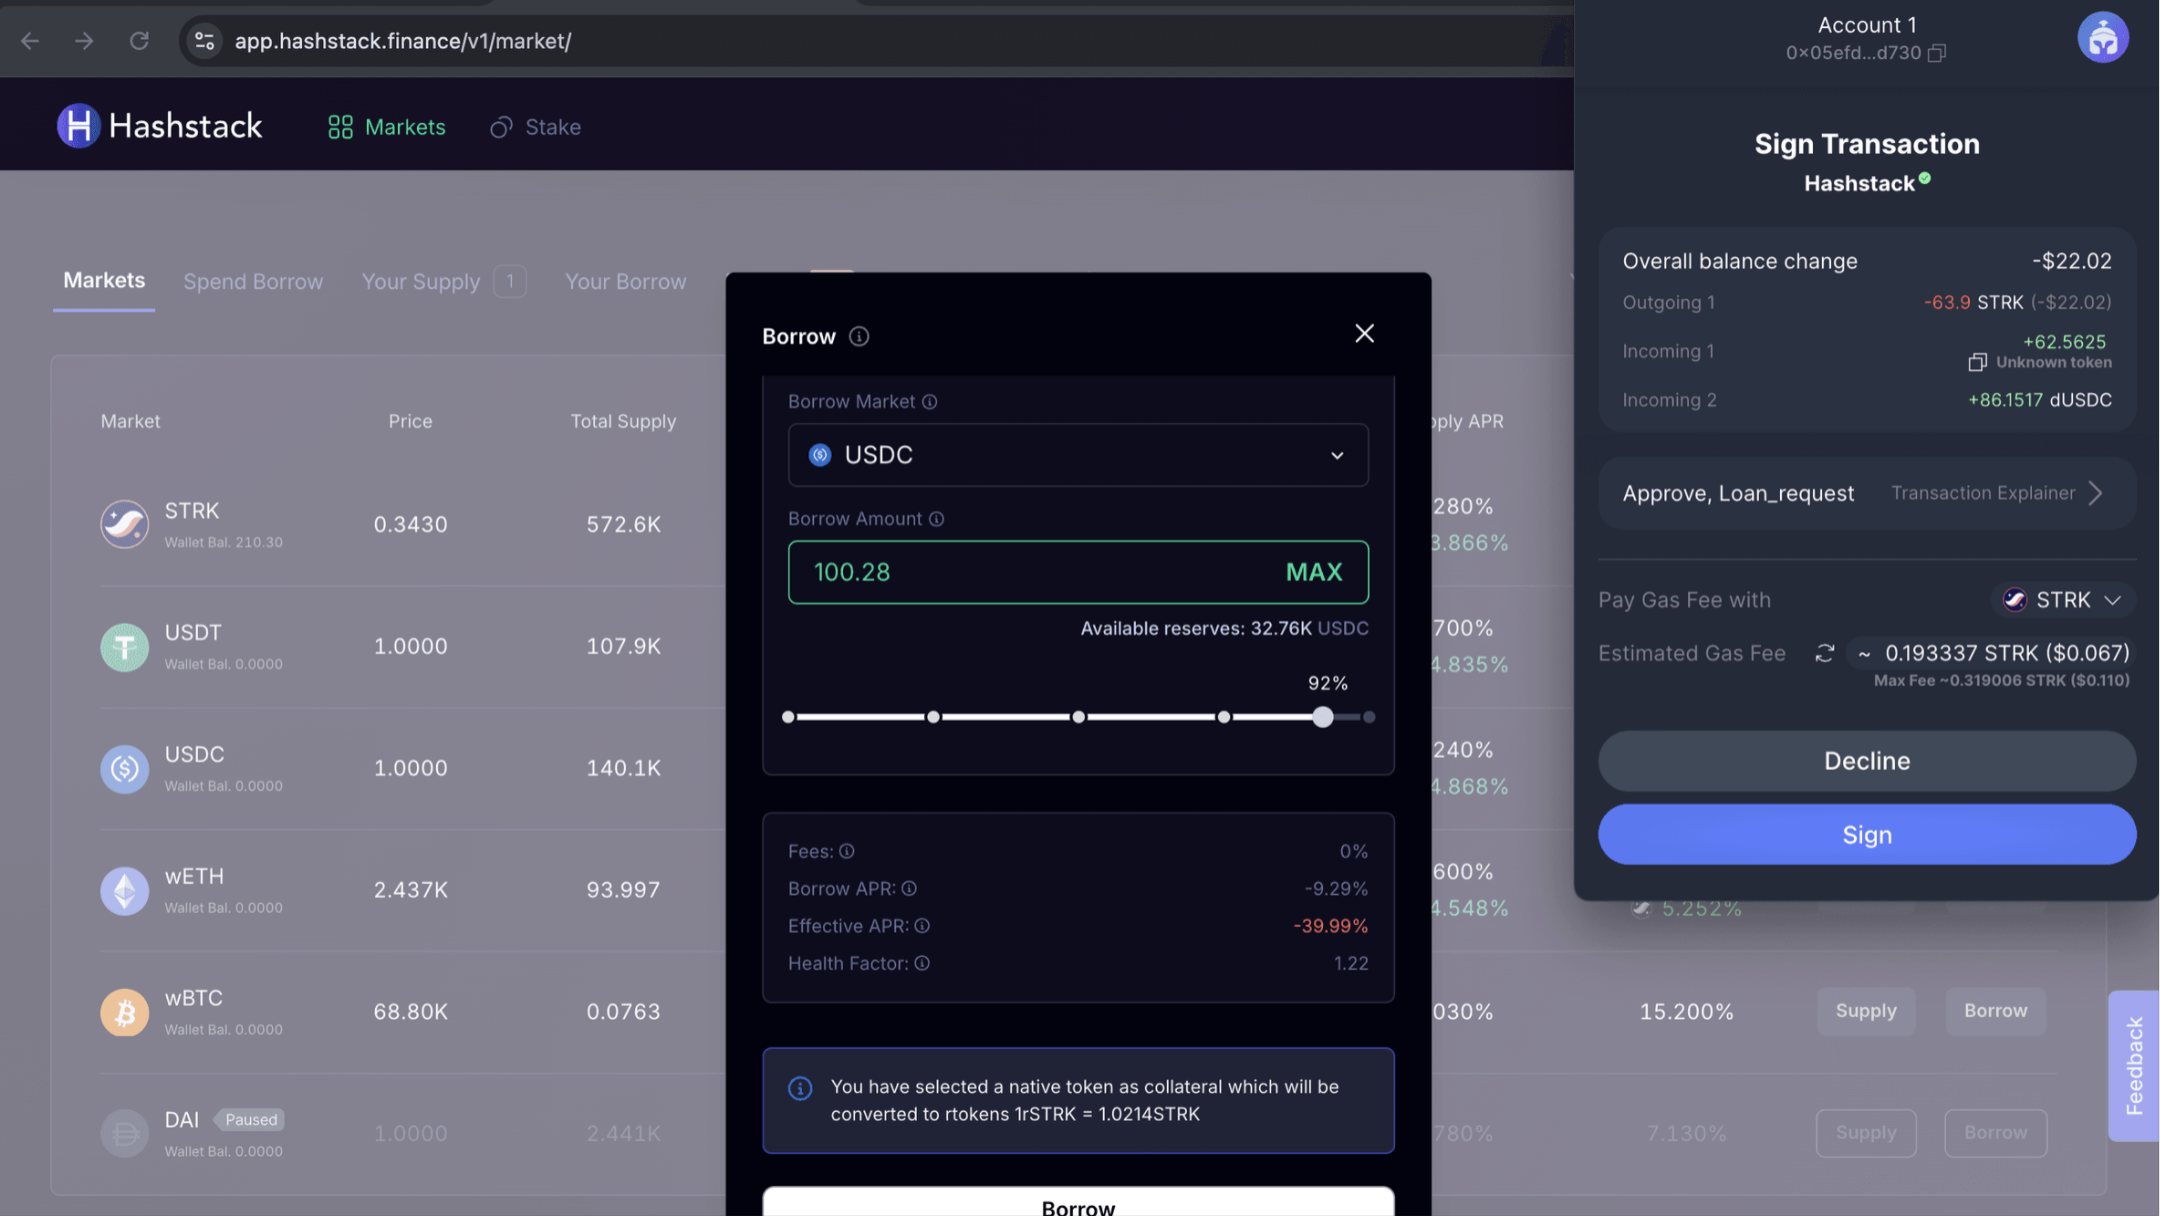 app.hashstack.finance/v1/market/
Hashstack
Markets
Stake
Markets
Spend Borrow
Your Supply 1
Your Borrow
Market Price Total Supply
STRK
Wallet Bal. 210.30
0.3430 572.6K
USDT
Wallet Bal. 0.0000
1.0000 107.9K
USDC
Wallet Bal. 0.0000
1.0000 140.1K
wETH
Wallet Bal. 0.0000
2.437K 93.997
wBTC
Wallet Bal. 0.0000
68.80K 0.0763
DAI Paused
Wallet Bal. 0.0000
1.0000 2.441K
Borrow
Borrow Market
USDC
Borrow Amount
100.28 MAX
Available reserves: 32.76K USDC
92%
Fees: 0%
Borrow APR: -9.29%
Effective APR: -39.99%
Health Factor: 1.22
You have selected a native token as collateral which will be
converted to rtokens 1rSTRK = 1.0214STRK
Borrow
APR
280%
3.866%
700%
4.835%
240%
4.868%
600%
4.548%
5.252%
030% 15.200% Supply Borrow
780% 7.130% Supply Borrow
Feedback
Account 1
0x05efd...d730
Sign Transaction
Hashstack
Overall balance change -$22.02
Outgoing 1 -63.9 STRK (-$22.02)
Incoming 1 +62.5625
Unknown token
Incoming 2 +86.1517 dUSDC
Approve, Loan_request Transaction Explainer
Pay Gas Fee with STRK
Estimated Gas Fee ~ 0.193337 STRK ($0.067)
Max Fee ~0.319006 STRK ($0.110)
Decline
Sign